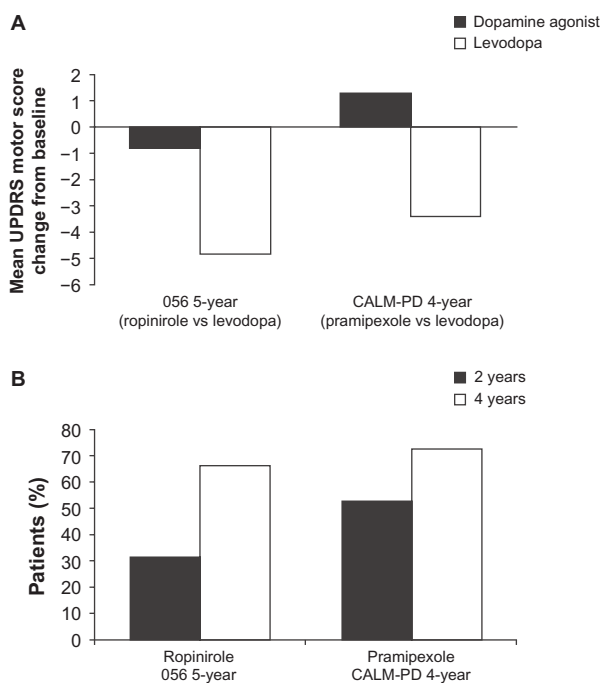 A
Dopamine agonist
Levodopa
Mean UPDRS motor score
change from baseline
2
1
0
−1
−2
−3
−4
−5
−6
056 5-year
(ropinirole vs levodopa)
CALM-PD 4-year
(pramipexole vs levodopa)
B
2 years
4 years
Patients (%)
80
70
60
50
40
30
20
10
0
Ropinirole
056 5-year
Pramipexole
CALM-PD 4-year